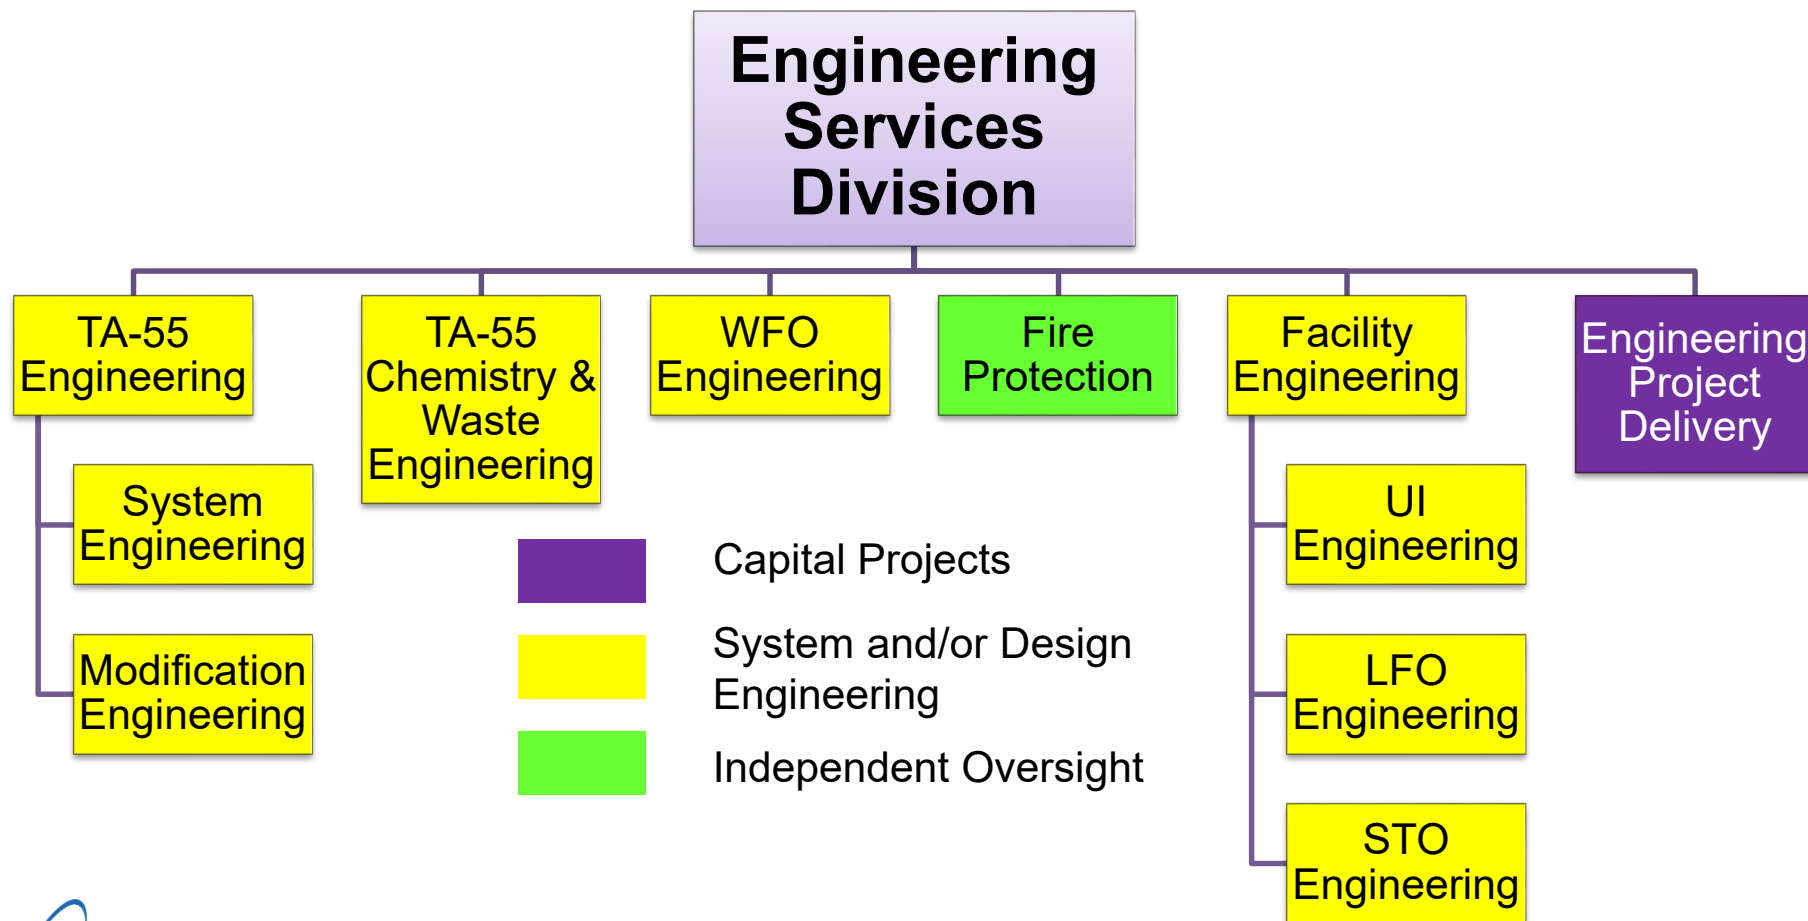 Engineering
Services
Division
TA-55
Engineering
TA-55
Chemistry &
Waste
Engineering
WFO
Engineering
Fire
Protection
Facility
Engineering
Engineering
Project
Delivery
System
Engineering
Modification
Engineering
UI
Engineering
LFO
Engineering
STO
Engineering
Capital Projects
System and/or Design
Engineering
Independent Oversight